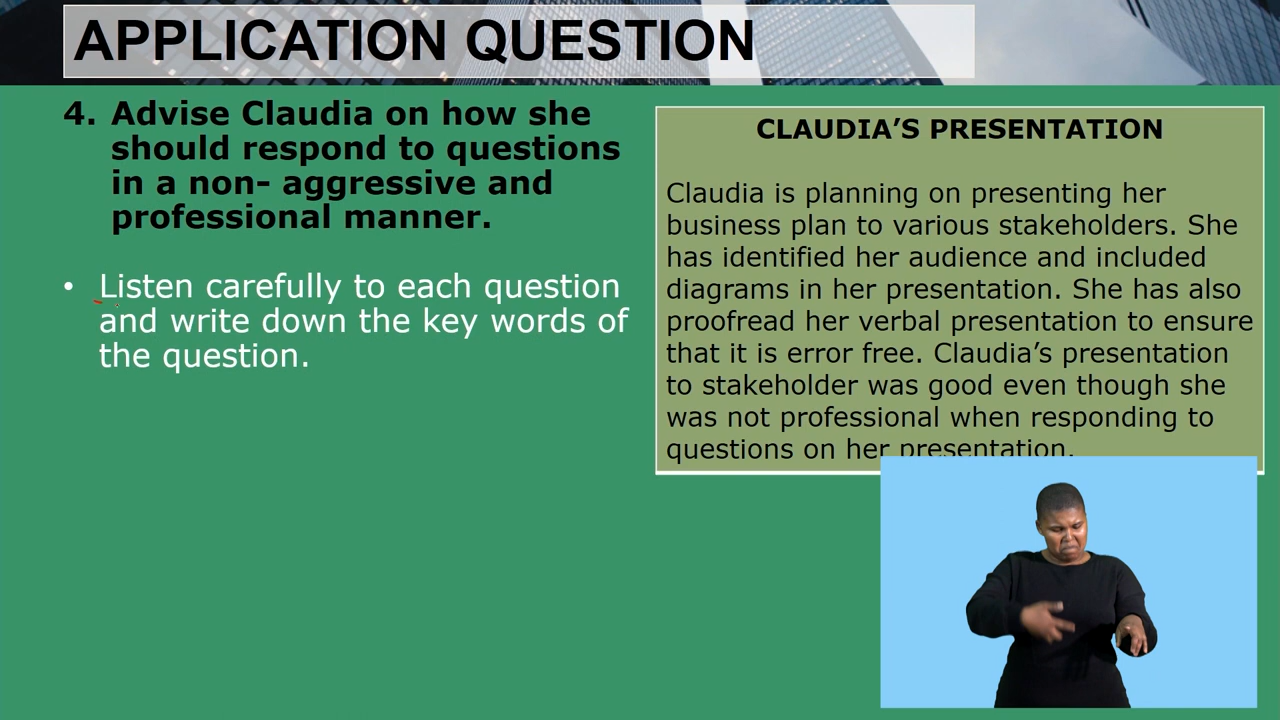 APPLICATION QUESTION
4. Advise Claudia on how she
should respond to questions
in a non- aggressive and
professional manner.
• Listen carefully to each question
and write down the key words of
the question.
CLAUDIA’S PRESENTATION
Claudia is planning on presenting her
business plan to various stakeholders. She
has identified her audience and included
diagrams in her presentation. She has also
proofread her verbal presentation to ensure
that it is error free. Claudia’s presentation
to stakeholder was good even though she
was not professional when responding to
questions on her presentation.